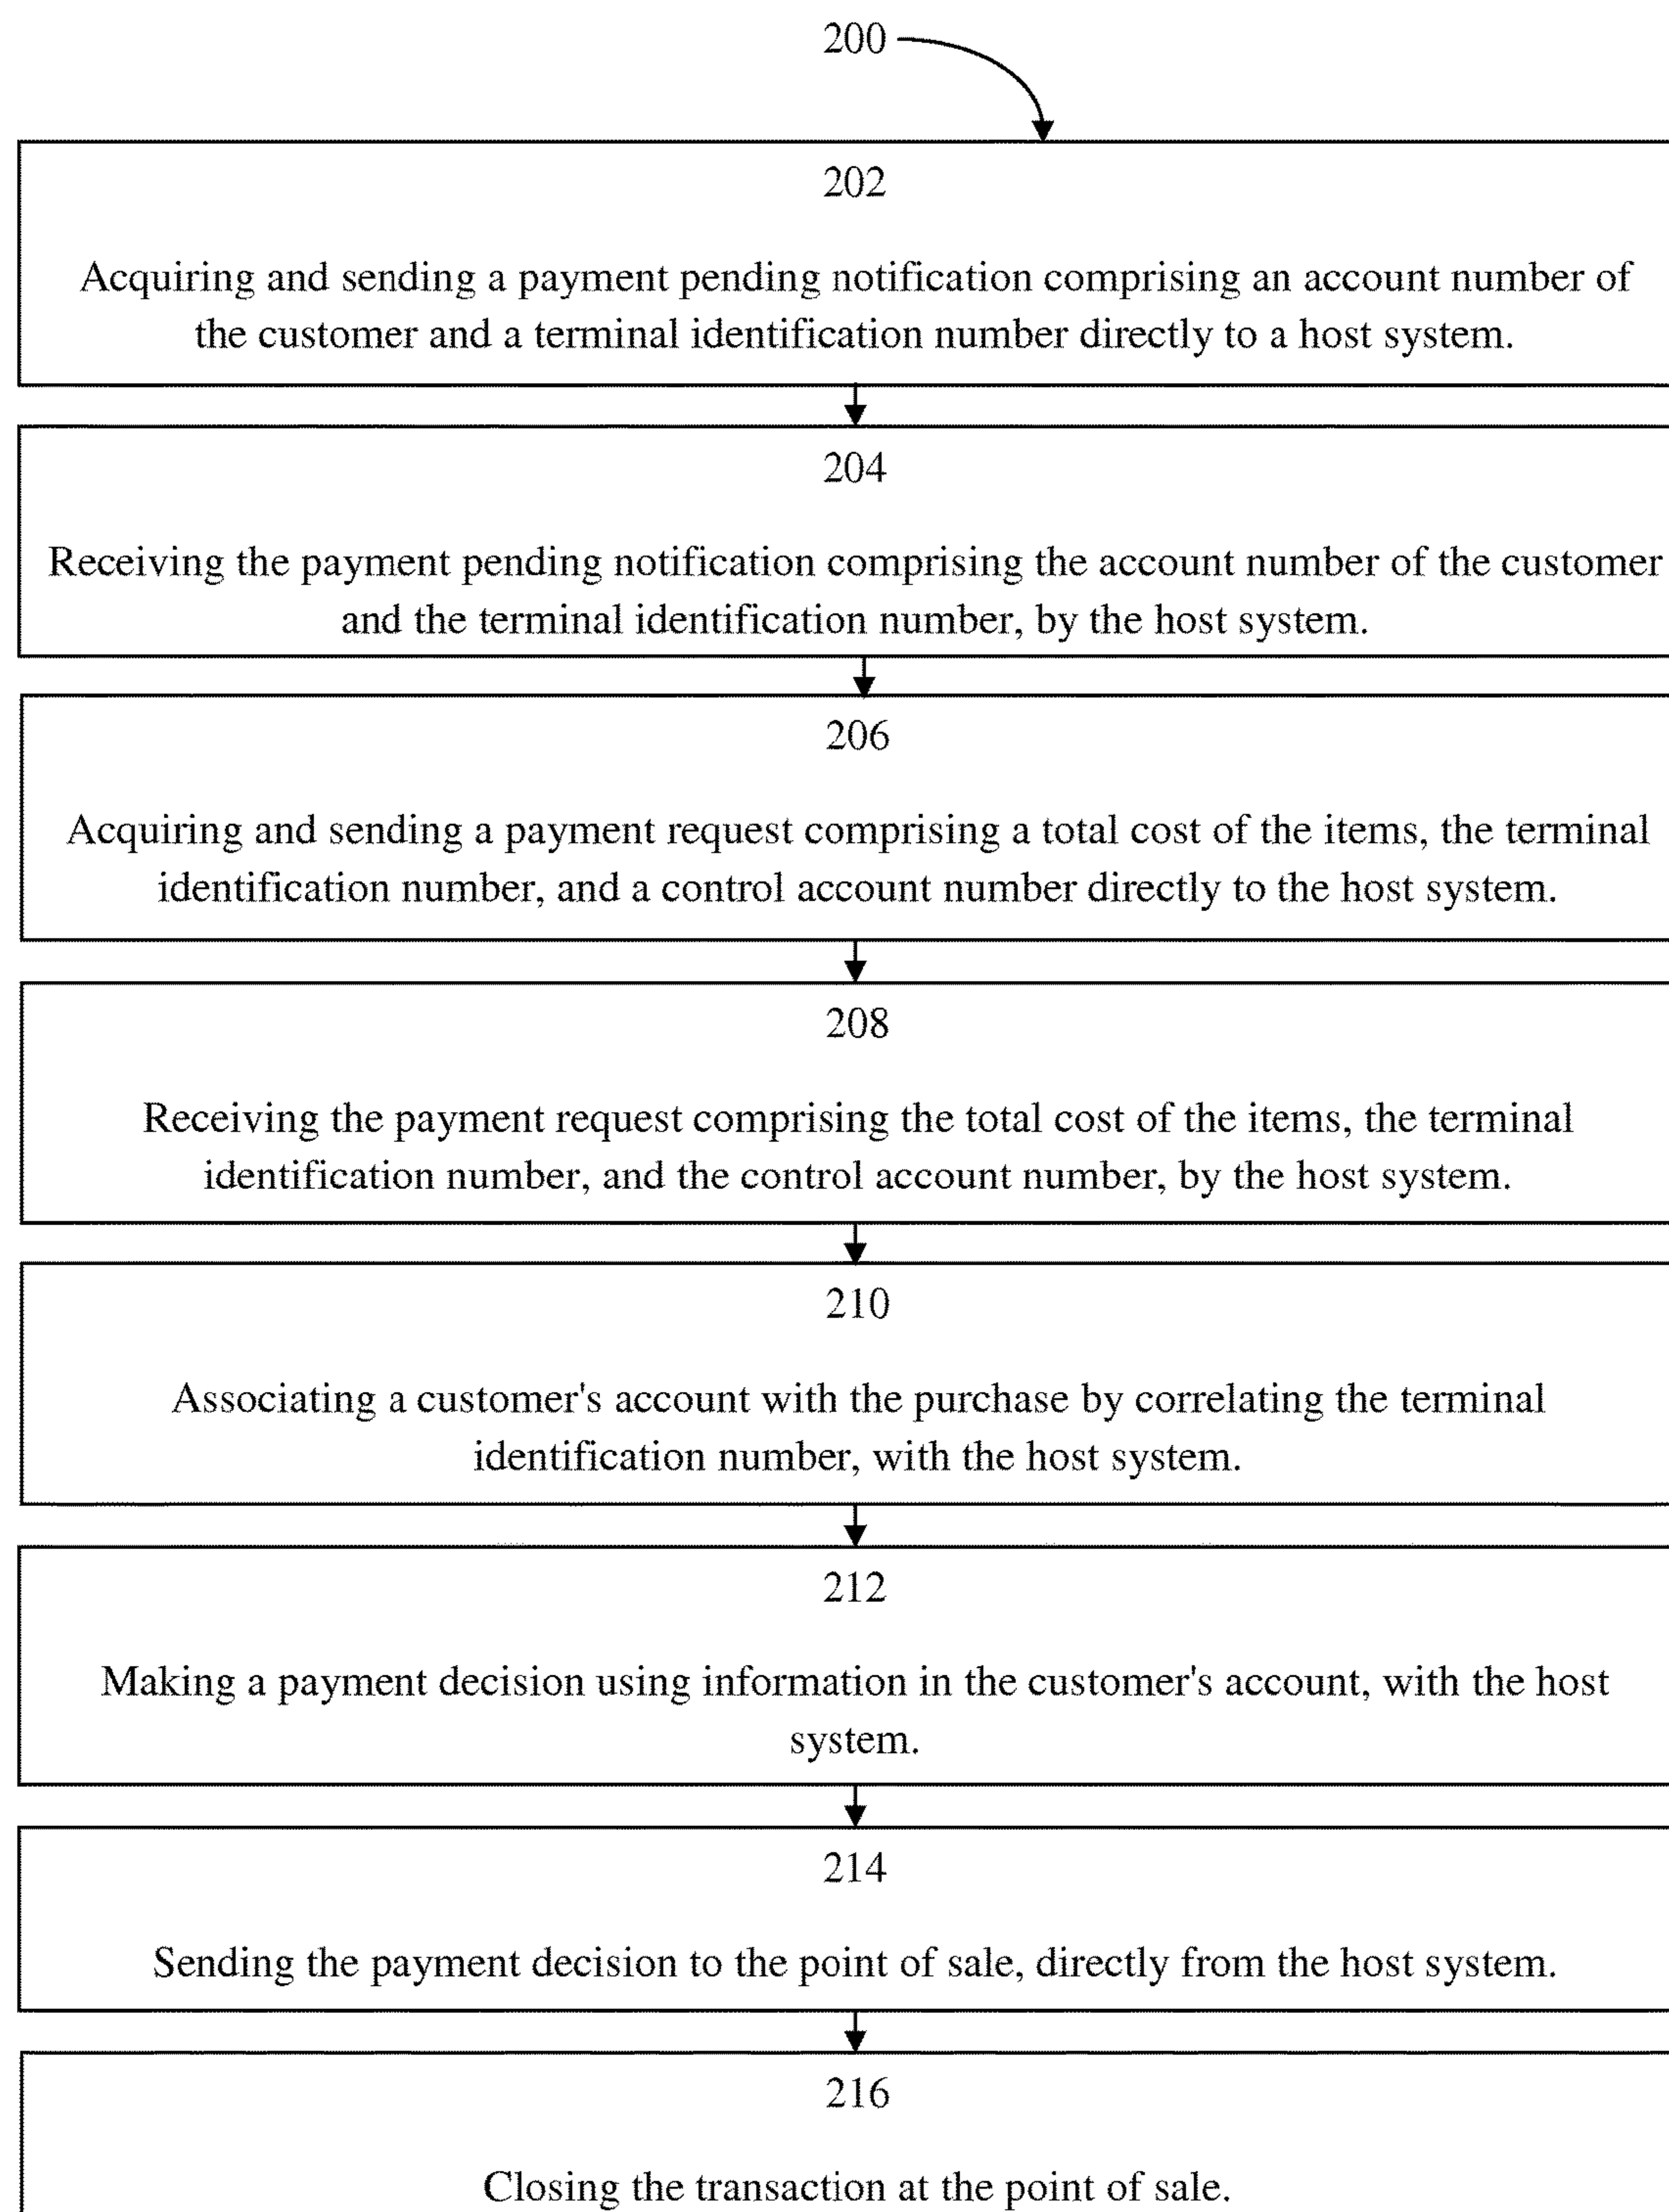 200
202
Acquiring and sending a payment pending notification comprising an account number of
the customer and a terminal identification number directly to a host system.
204
Receiving the payment pending notification comprising the account number of the customer
and the terminal identification number, by the host system.
206
Acquiring and sending a payment request comprising a total cost of the items, the terminal
identification number, and a control account number directly to the host system.
208
Receiving the payment request comprising the total cost of the items, the terminal
identification number, and the control account number, by the host system.
210
Associating a customer's account with the purchase by correlating the terminal
identification number, with the host system.
212
Making a payment decision using information in the customer's account, with the host
system.
214
Sending the payment decision to the point of sale, directly from the host system.
216
Closing the transaction at the point of sale.